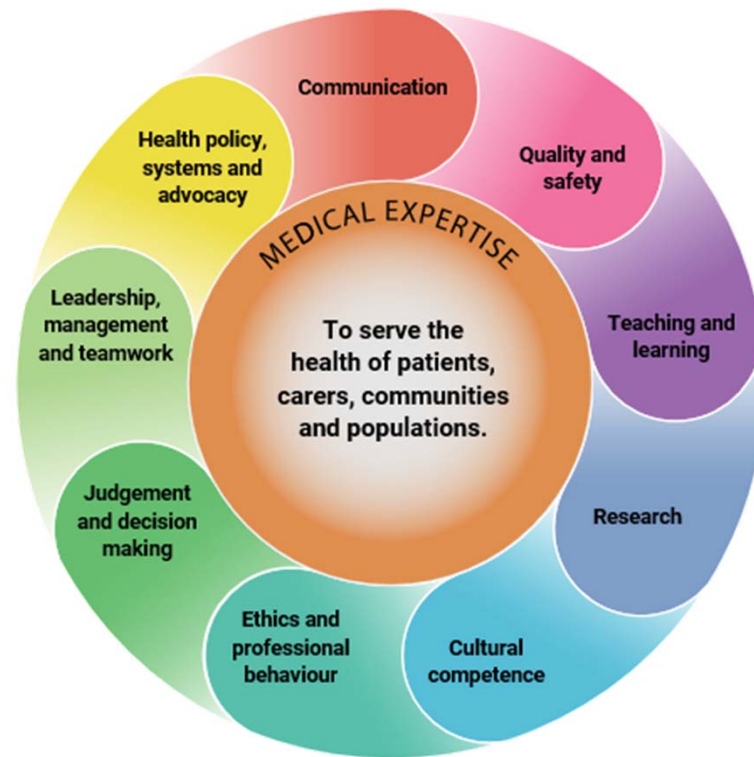 Communication
Quality and
safety
Teaching and
learning
Research
Cultural
competence
Ethics and
professional
behaviour
Judgement
and decision
making
Leadership,
management
and teamwork
Health policy,
systems and
advocacy
MEDICAL EXPERTISE
To serve the
health of patients,
carers, communities
and populations.